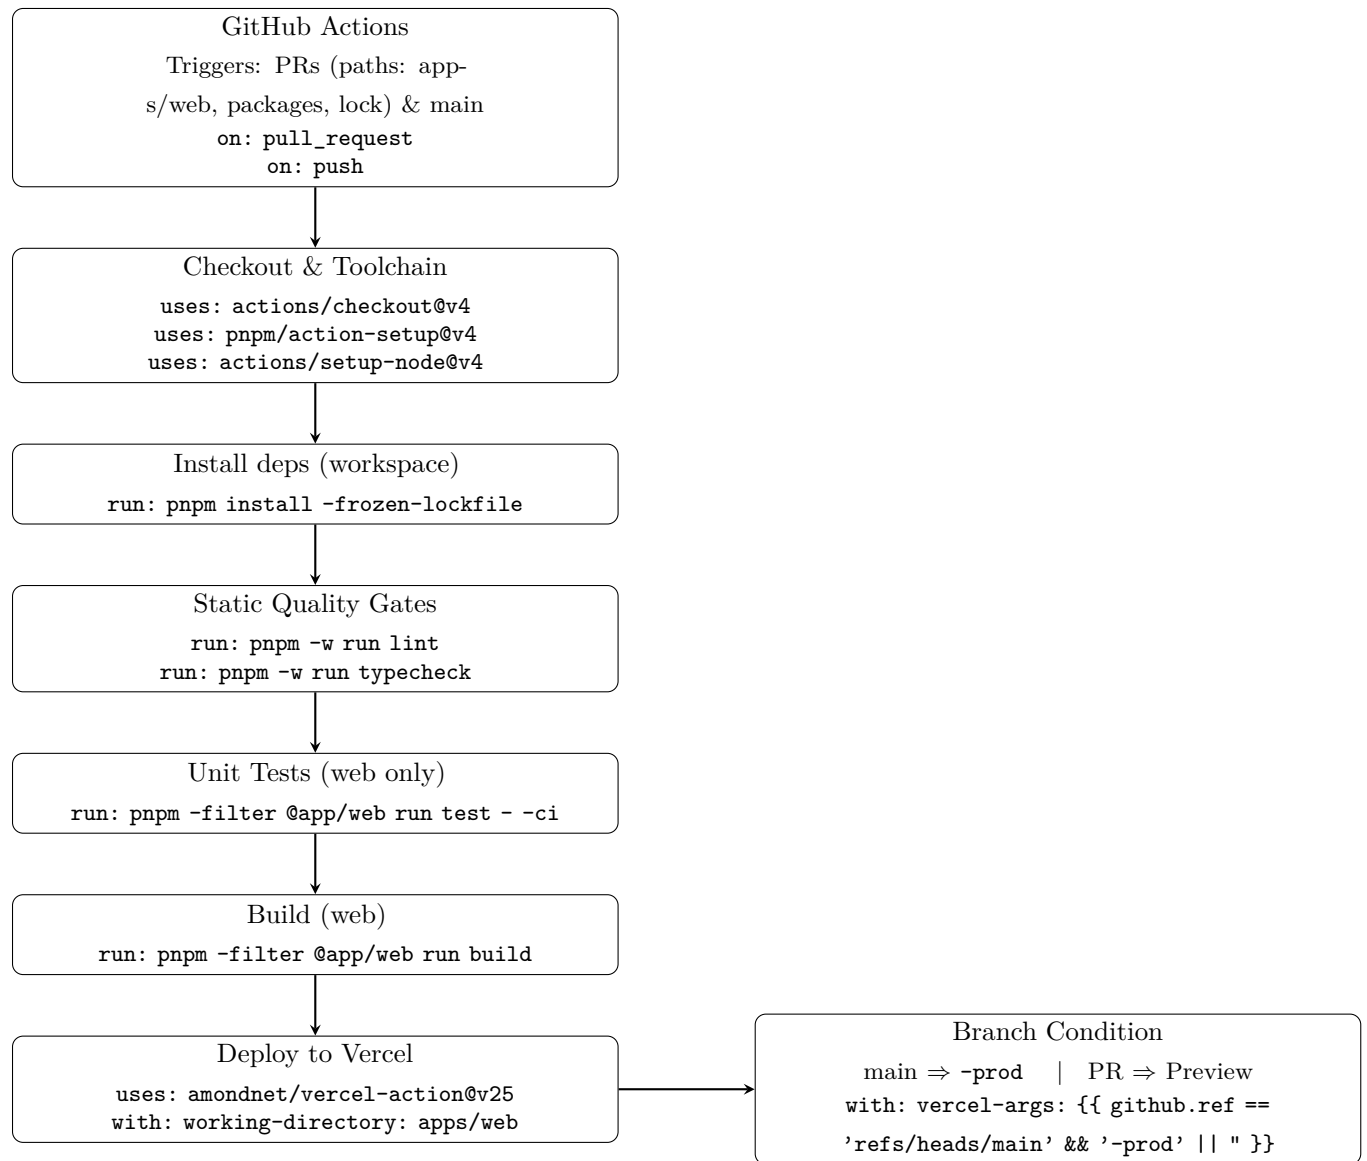 GitHub Actions
Triggers: PRs (paths: app-
s/web, packages, lock) & main
on: pull_request
on: push
Checkout & Toolchain
uses: actions/checkout@v4
uses: pnpm/action-setup@v4
uses: actions/setup-node@v4
Install deps (workspace)
run: pnpm install -frozen-lockfile
Static Quality Gates
run: pnpm -w run lint
run: pnpm -w run typecheck
Unit Tests (web only)
run: pnpm -filter @app/web run test - -ci
Build (web)
run: pnpm -filter @app/web run build
Deploy to Vercel
uses: amondnet/vercel-action@v25
with: working-directory: apps/web
Branch Condition
main ⇒ -prod | PR ⇒ Preview
with: vercel-args: {{ github.ref ==
’refs/heads/main’ && ’-prod’ || " }}